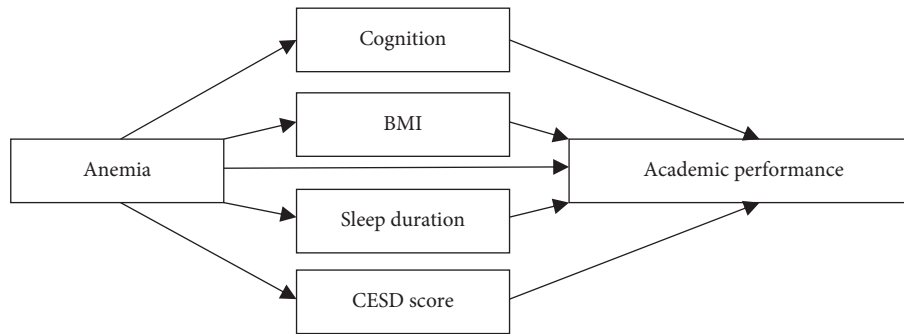 Cognition
BMI
Anemia
Academic performance
Sleep duration
CESD score